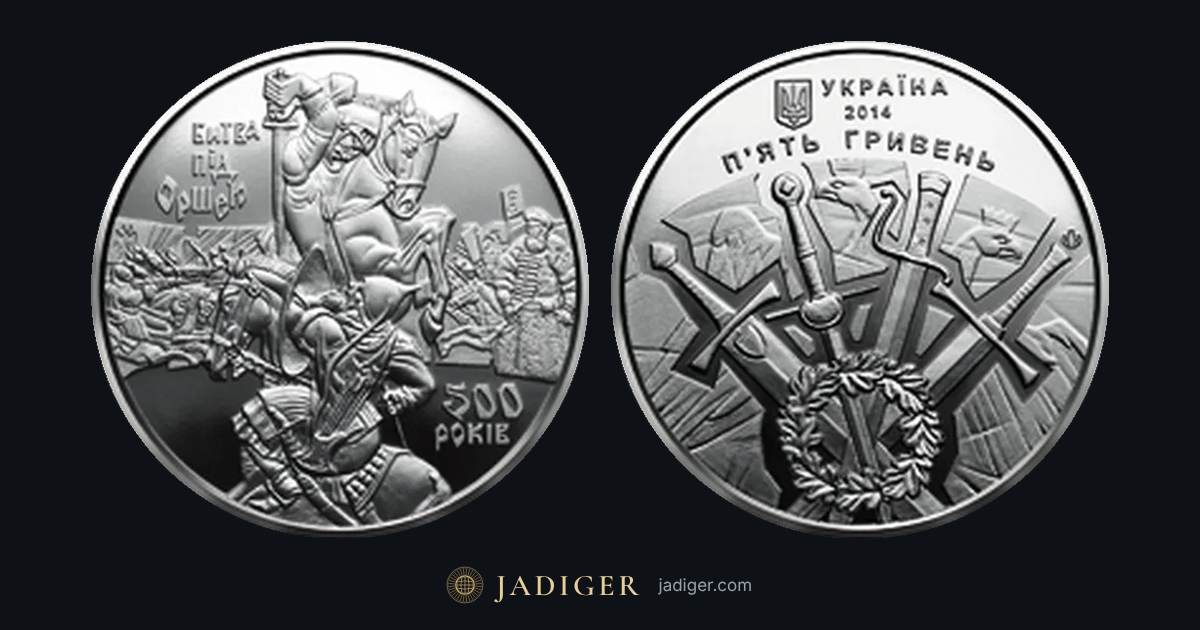 БИТВА
ПІД
ОРШЕЮ
500
РОКІВ
УКРАЇНА
2014
П'ЯТЬ ГРИВЕНЬ
JADIGER jadiger.com